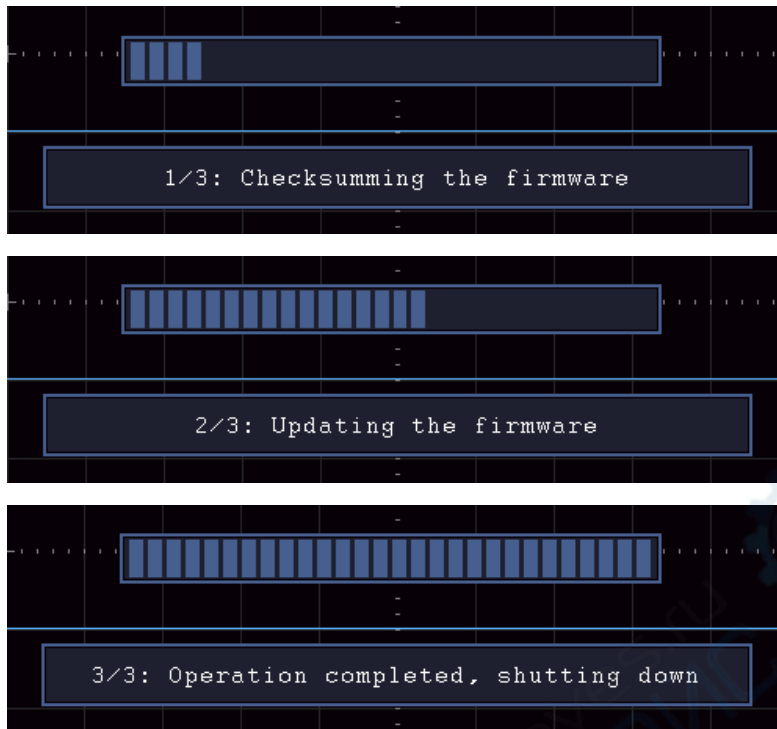 1/3: Checksumming the firmware
2/3: Updating the firmware
3/3: Operation completed, shutting down